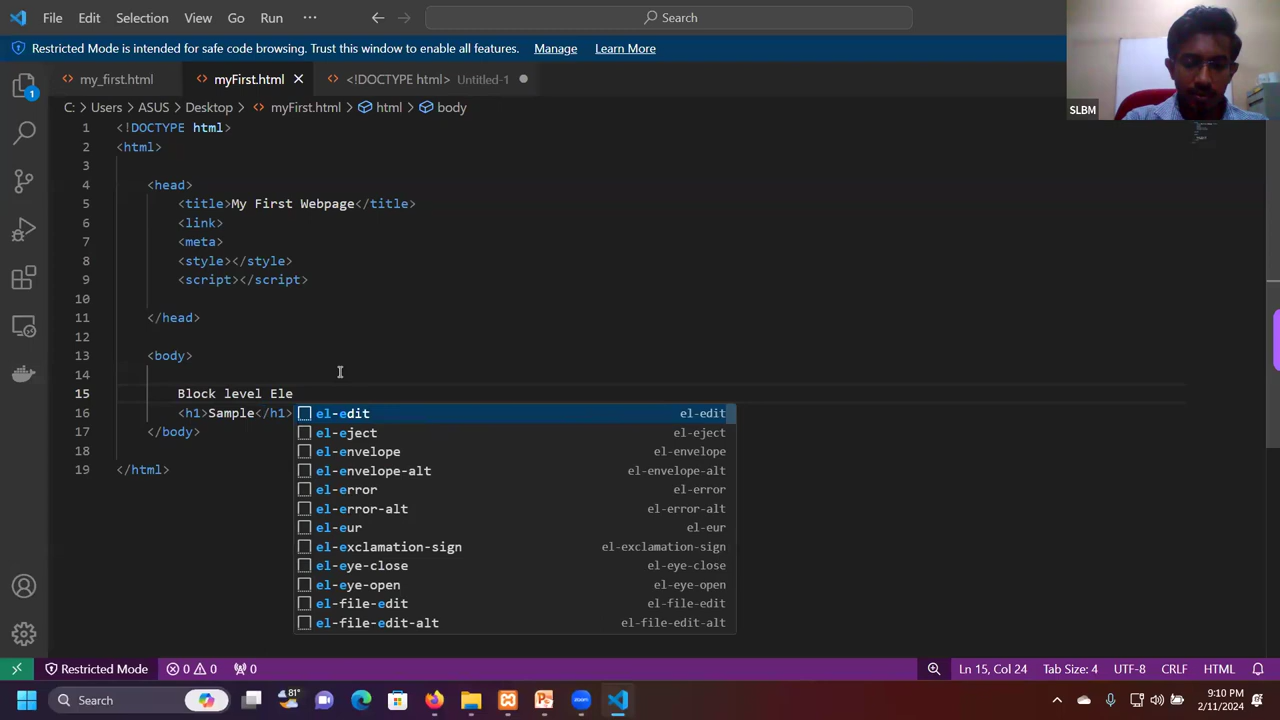 File Edit Selection View Go Run ··· Search
Restricted Mode is intended for safe code browsing. Trust this window to enable all features. Manage Learn More
my_first.html myFirst.html <!DOCTYPE html> Untitled-1
SLBM
C: > Users > ASUS > Desktop > myFirst.html > html > body
1 <!DOCTYPE html>
2 <html>
3
4 <head>
5 <title>My First Webpage</title>
6 <link>
7 <meta>
8 <style></style>
9 <script></script>
10
11 </head>
12
13 <body>
14
15 Block level Ele
16 <h1>Sample</h1>
17 </body>
18
19 </html>
el-edit el-edit
el-eject el-eject
el-envelope el-envelope
el-envelope-alt el-envelope-alt
el-error el-error
el-error-alt el-error-alt
el-eur el-eur
el-exclamation-sign el-exclamation-sign
el-eye-close el-eye-close
el-eye-open el-eye-open
el-file-edit el-file-edit
el-file-edit-alt el-file-edit-alt
1
Restricted Mode 0 0 0 Ln 15, Col 24 Tab Size: 4 UTF-8 CRLF HTML
Search 81° 9:10 PM
2/11/2024